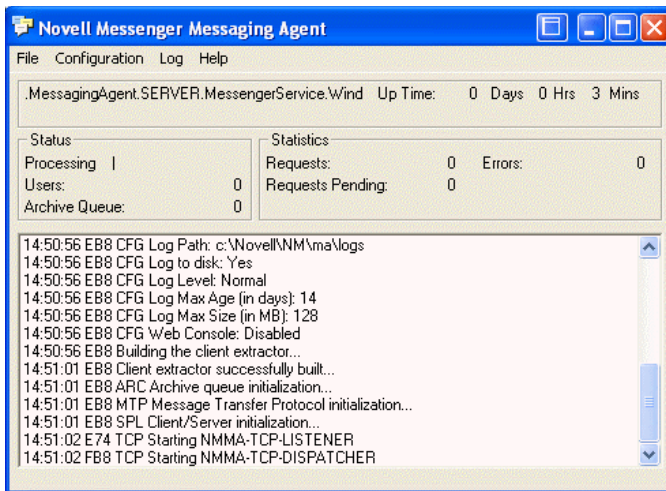 Novell Messenger Messaging Agent
File Configuration Log Help
.MessagingAgent.SERVER.MessengerService.Wind Up Time: 0 Days 0 Hrs 3 Mins
Status
Processing |
Users: 0
Archive Queue: 0
Statistics
Requests: 0 Errors: 0
Requests Pending: 0
14:50:56 EB8 CFG Log Path: c:\Novell\NM\ma\logs
14:50:56 EB8 CFG Log to disk: Yes
14:50:56 EB8 CFG Log Level: Normal
14:50:56 EB8 CFG Log Max Age (in days): 14
14:50:56 EB8 CFG Log Max Size (in MB): 128
14:50:56 EB8 CFG Web Console: Disabled
14:50:56 EB8 Building the client extractor...
14:51:01 EB8 Client extractor successfully built...
14:51:01 EB8 ARC Archive queue initialization...
14:51:01 EB8 MTP Message Transfer Protocol initialization...
14:51:01 EB8 SPL Client/Server initialization...
14:51:02 E74 TCP Starting NMMA-TCP-LISTENER
14:51:02 FB8 TCP Starting NMMA-TCP-DISPATCHER